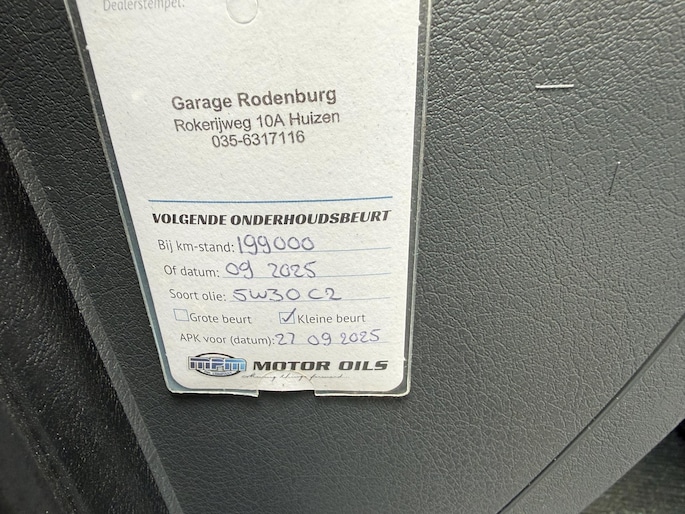 Dealerstempel:
Garage Rodenburg
Rokerijweg 10A Huizen
035-6317116
VOLGENDE ONDERHOUDSBEURT
Bij km-stand: 199000
Of datum: 09 2025
Soort olie: 5W30 C2
Grote beurt Kleine beurt
APK voor (datum): 27 09 2025
MOTOR OILS